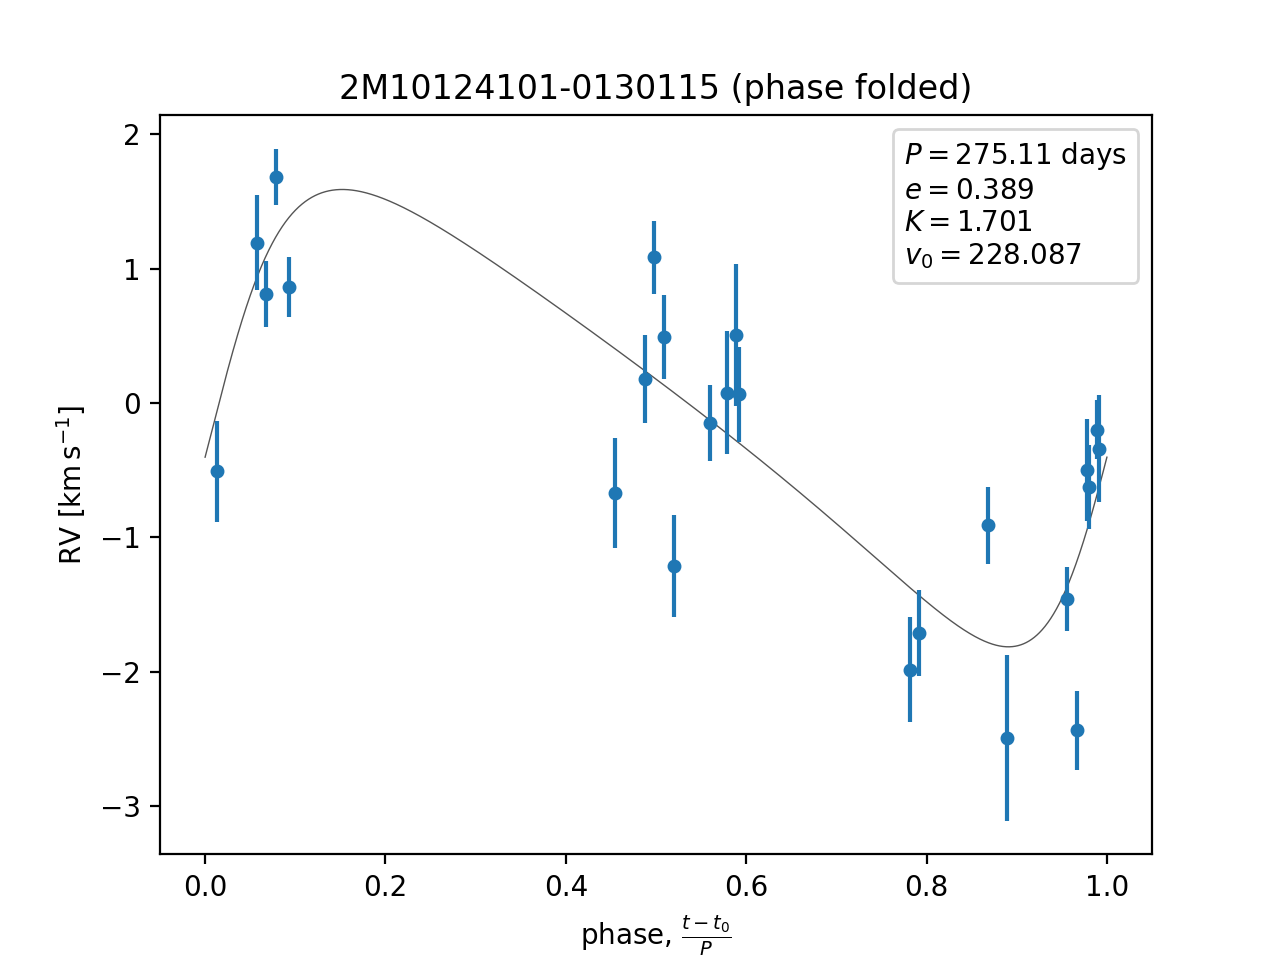 2M10124101-0130115 (phase folded)
P = 275.11 days
e = 0.389
K = 1.701
v₀ = 228.087
RV [km s⁻¹]
2
1
0
−1
−2
−3
0.0 0.2 0.4 0.6 0.8 1.0
phase, (t − t₀)/P